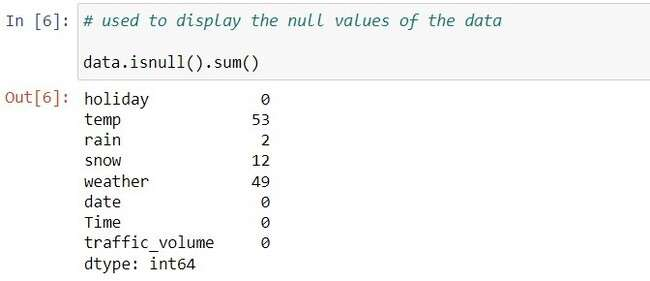 In [6]: # used to display the null values of the data
data.isnull().sum()
Out[6]: holiday 0
temp 53
rain 2
snow 12
weather 49
date 0
Time 0
traffic_volume 0
dtype: int64